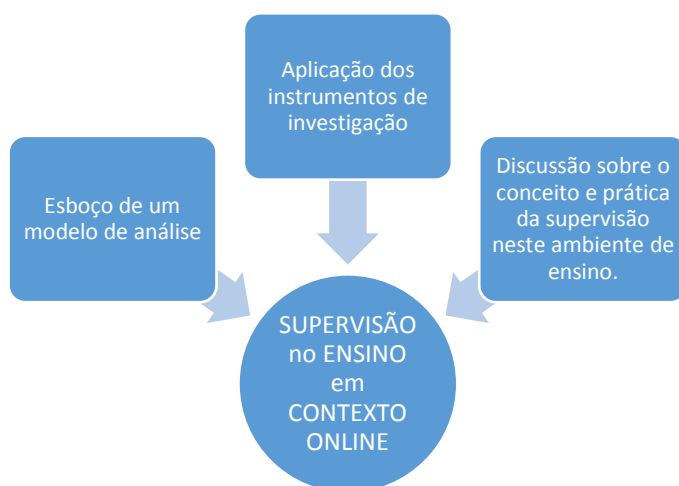 Esboço de um
modelo de análise
Aplicação dos
instrumentos de
investigação
Discussão sobre o
conceito e prática
da supervisão
neste ambiente de
ensino.
SUPERVISÃO
no ENSINO
em
CONTEXTO
ONLINE